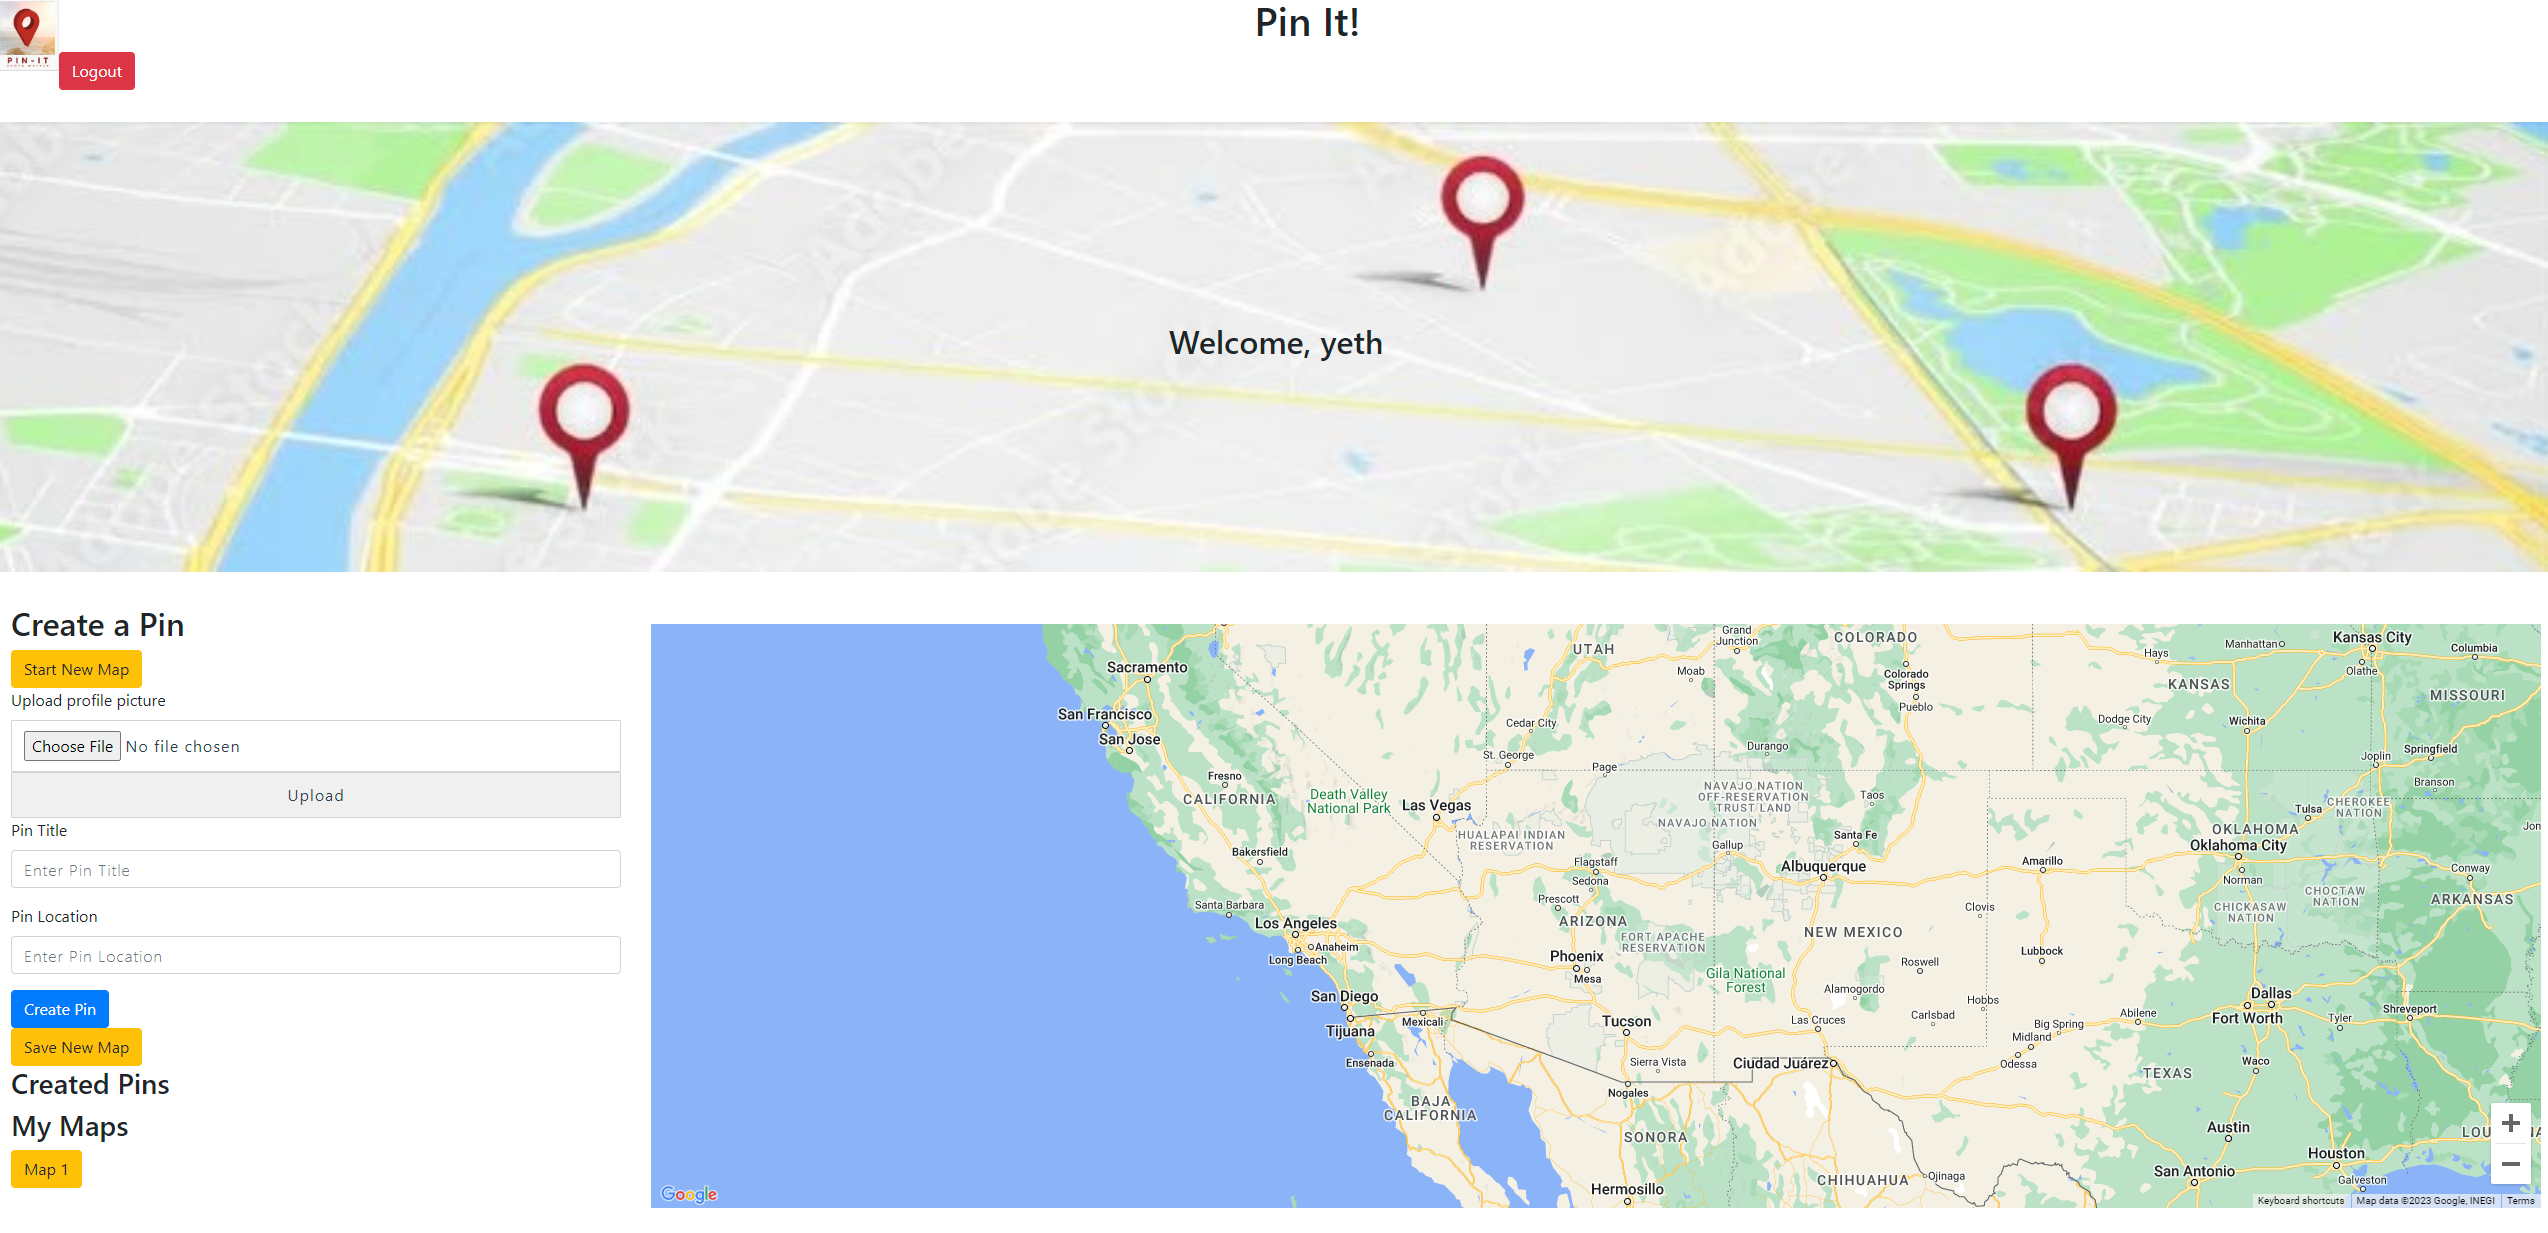 Pin It!
PIN-IT
Logout
Adobe Stock
Welcome, yeth
Create a Pin
Start New Map
Upload profile picture
Choose File No file chosen
Upload
Pin Title
Enter Pin Title
Pin Location
Enter Pin Location
Create Pin
Save New Map
Created Pins
My Maps
Map 1
Grand
Junction
COLORADO
Kansas City
Manhattan
Columbia
UTAH
Hays
Sacramento
Moab
Colorado
Springs
Olathe
KANSAS
MISSOURI
Pueblo
San Francisco
Cedar City
Dodge City
Wichita
San Jose
Durango
Springfield
St. George
Joplin
Page
Fresno
Branson
CALIFORNIA
Death Valley
National Park
Las Vegas
NAVAJO NATION
OFF-RESERVATION
TRUST LAND
Taos
Tulsa
CHEROKEE
NATION
NAVAJO NATION
HUALAPAI INDIAN
RESERVATION
Santa Fe
OKLAHOMA
Jon
Gallup
Oklahoma City
Bakersfield
Flagstaff
Albuquerque
Amarillo
Conway
Sedona
Norman
Prescott
CHOCTAW
NATION
ARKANSAS
Santa Barbara
Clovis
CHICKASAW
NATION
Los Angeles
ARIZONA
NEW MEXICO
FORT APACHE
RESERVATION
Anaheim
Long Beach
Phoenix
Lubbock
Mesa
Roswell
Gila National
Forest
San Diego
Alamogordo
Hobbs
Dallas
Carlsbad
Abilene
Shreveport
Tijuana
Mexicali
Tucson
Las Cruces
Big Spring
Fort Worth
Tyler
Midland
Ensenada
Sierra Vista
Ciudad Juárez
Odessa
Waco
TEXAS
Nogales
BAJA
CALIFORNIA
Austin
SONORA
LOU
NA
Houston
San Antonio
CHIHUAHUA
Ojinaga
Galveston
Hermosillo
Google
Keyboard shortcuts
Map data ©2023 Google, INEGI
Terms